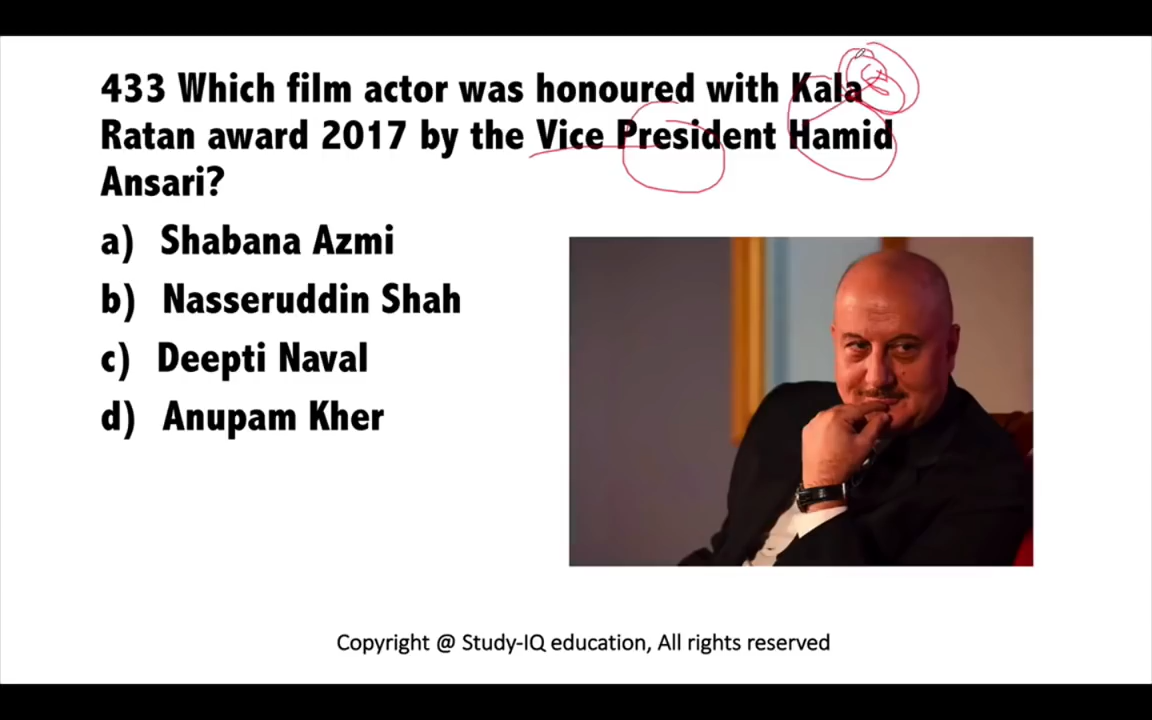 433 Which film actor was honoured with Kala
Ratan award 2017 by the Vice President Hamid
Ansari?
a) Shabana Azmi
b) Nasseruddin Shah
c) Deepti Naval
d) Anupam Kher
Copyright @ Study-IQ education, All rights reserved